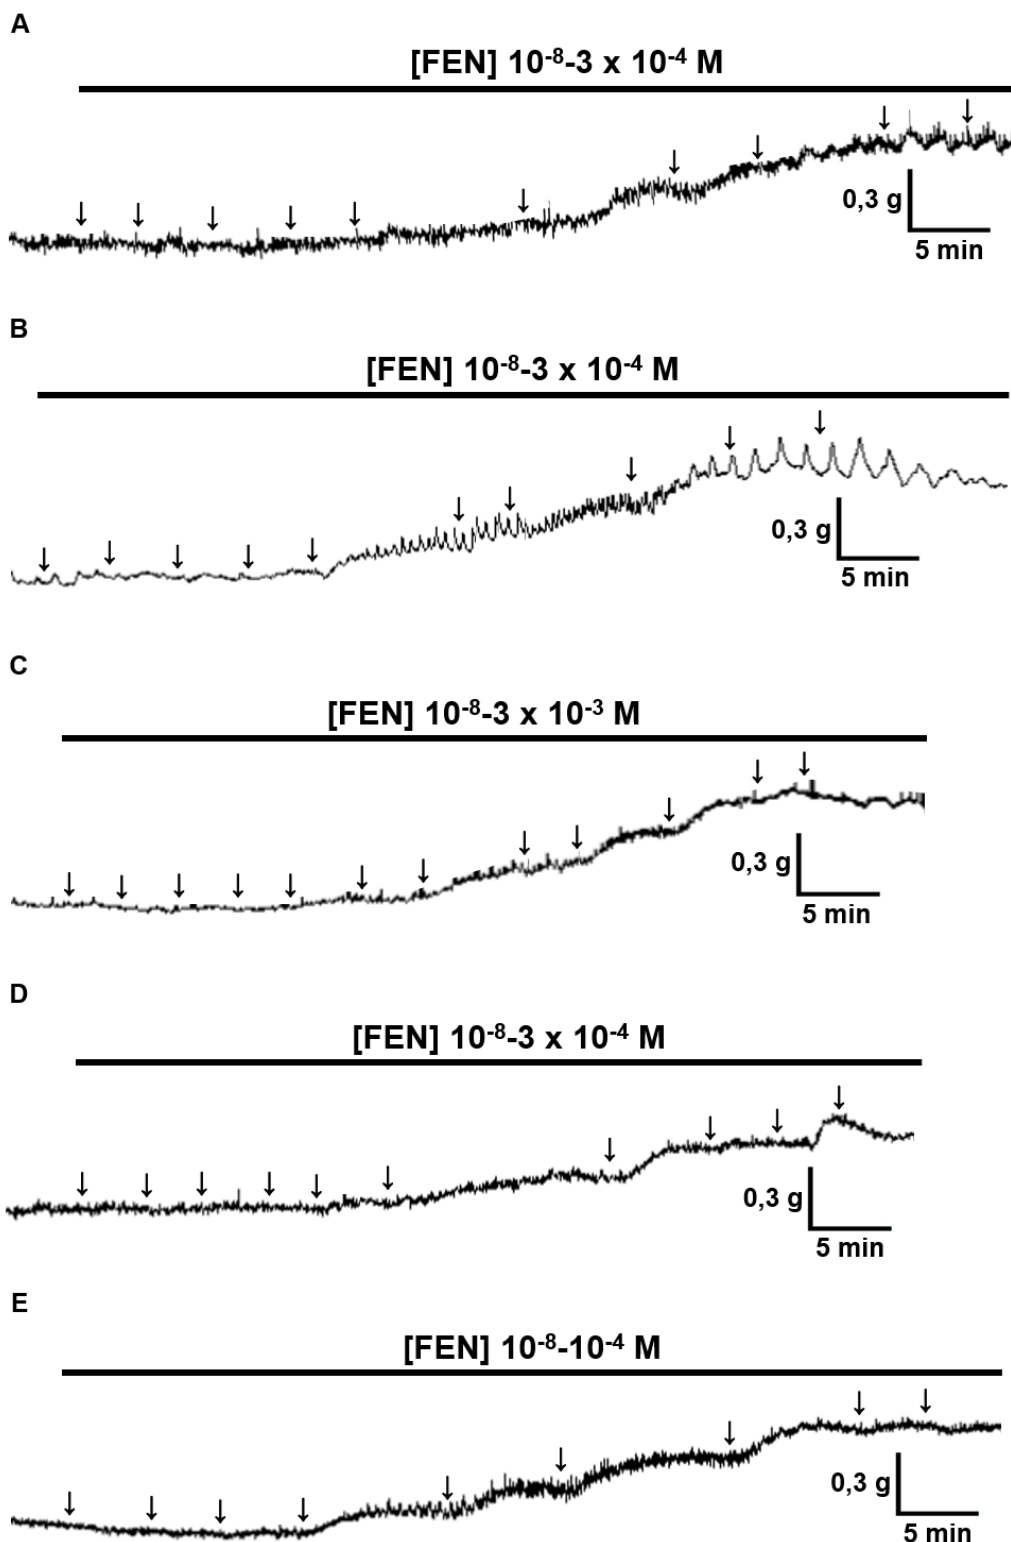 A
[FEN] 10⁻⁸-3 x 10⁻⁴ M
0,3 g
5 min
B
[FEN] 10⁻⁸-3 x 10⁻⁴ M
0,3 g
5 min
C
[FEN] 10⁻⁸-3 x 10⁻³ M
0,3 g
5 min
D
[FEN] 10⁻⁸-3 x 10⁻⁴ M
0,3 g
5 min
E
[FEN] 10⁻⁸-10⁻⁴ M
0,3 g
5 min